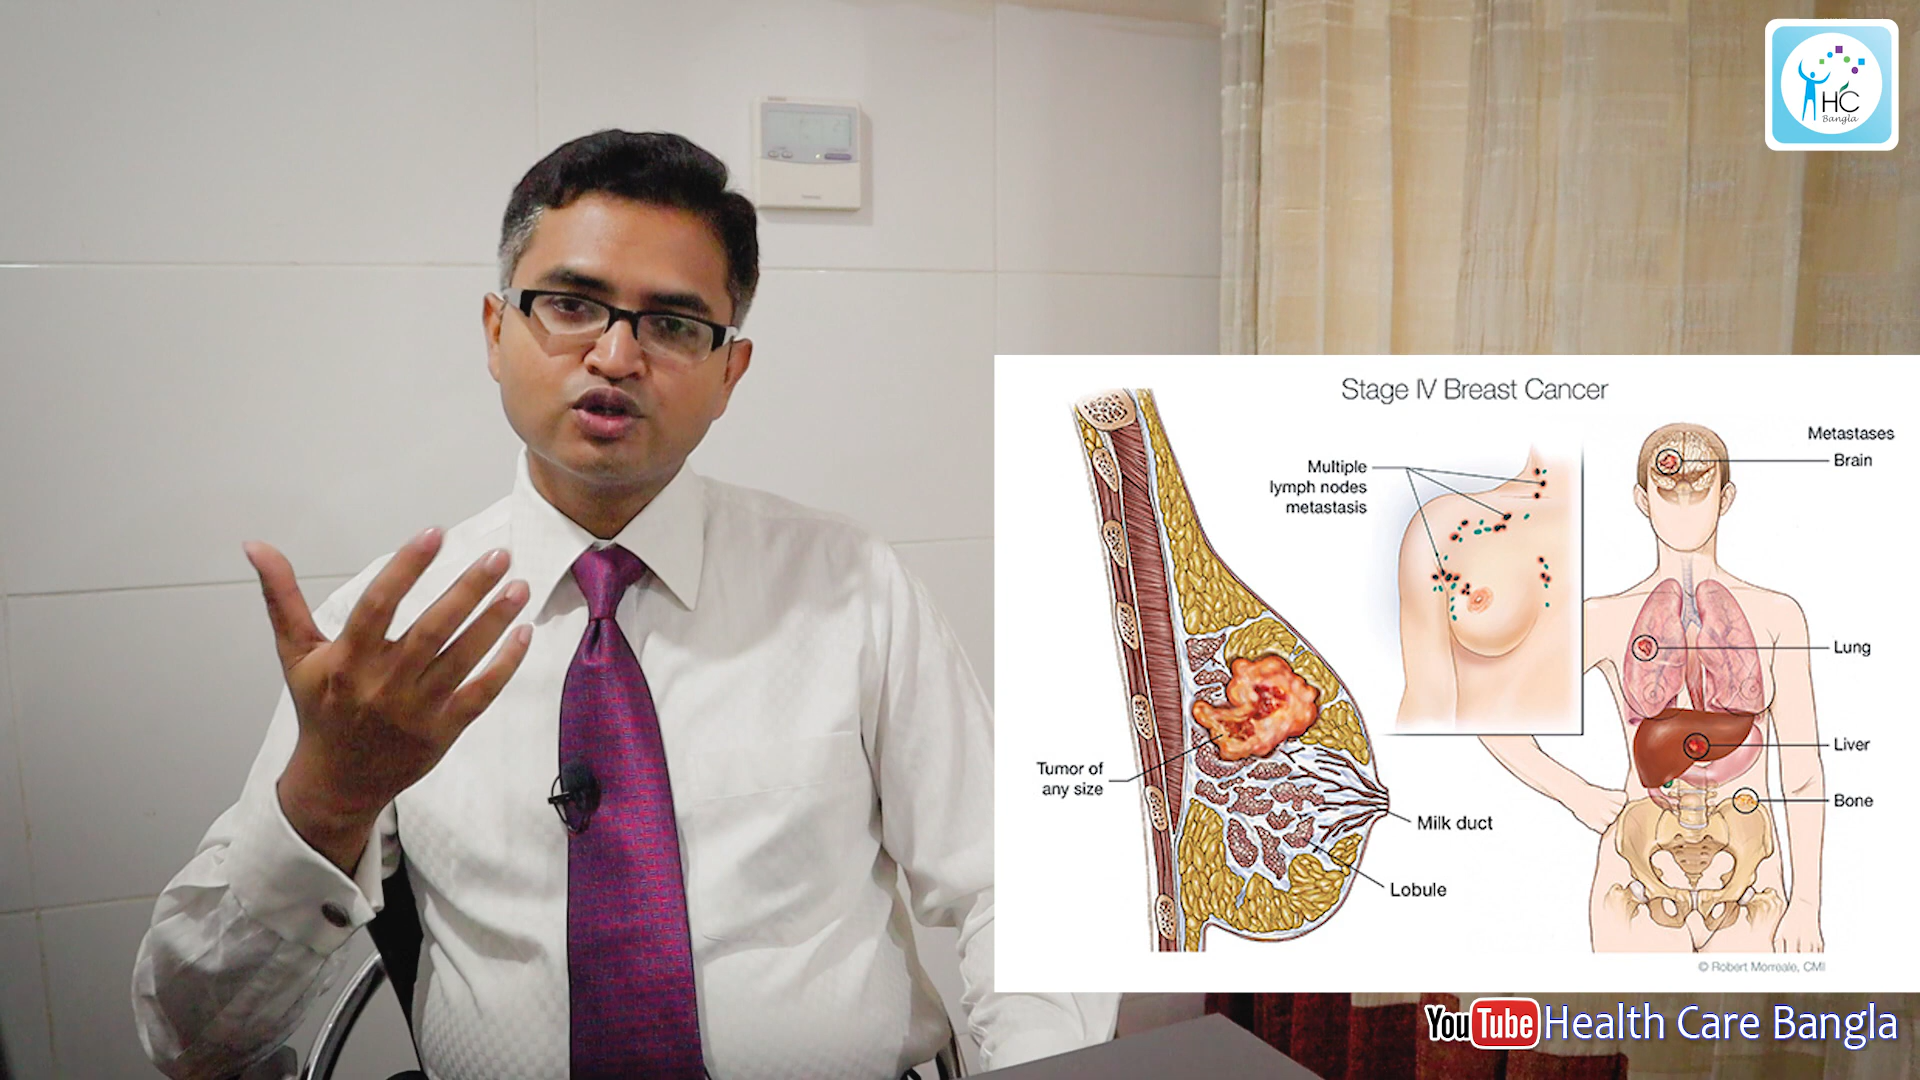 HC
Bangla
Stage IV Breast Cancer
Multiple
lymph nodes
metastasis
Metastases
Brain
Lung
Liver
Bone
Tumor of
any size
Milk duct
Lobule
© Robert Morreale, CMI
YouTube Health Care Bangla